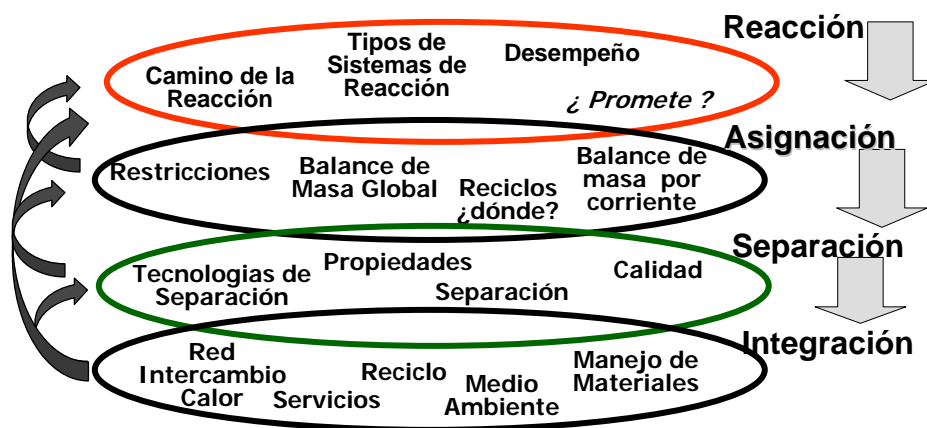 Reacción
Tipos de
Sistemas de
Reacción
Desempeño
Camino de la
Reacción
¿ Promete ?
Asignación
Restricciones
Balance de
Masa Global
Reciclos
¿dónde?
Balance de
masa por
corriente
Separación
Tecnologias de
Separación
Propiedades
Separación
Calidad
Integración
Red
Intercambio
Calor
Servicios
Reciclo
Medio
Ambiente
Manejo de
Materiales